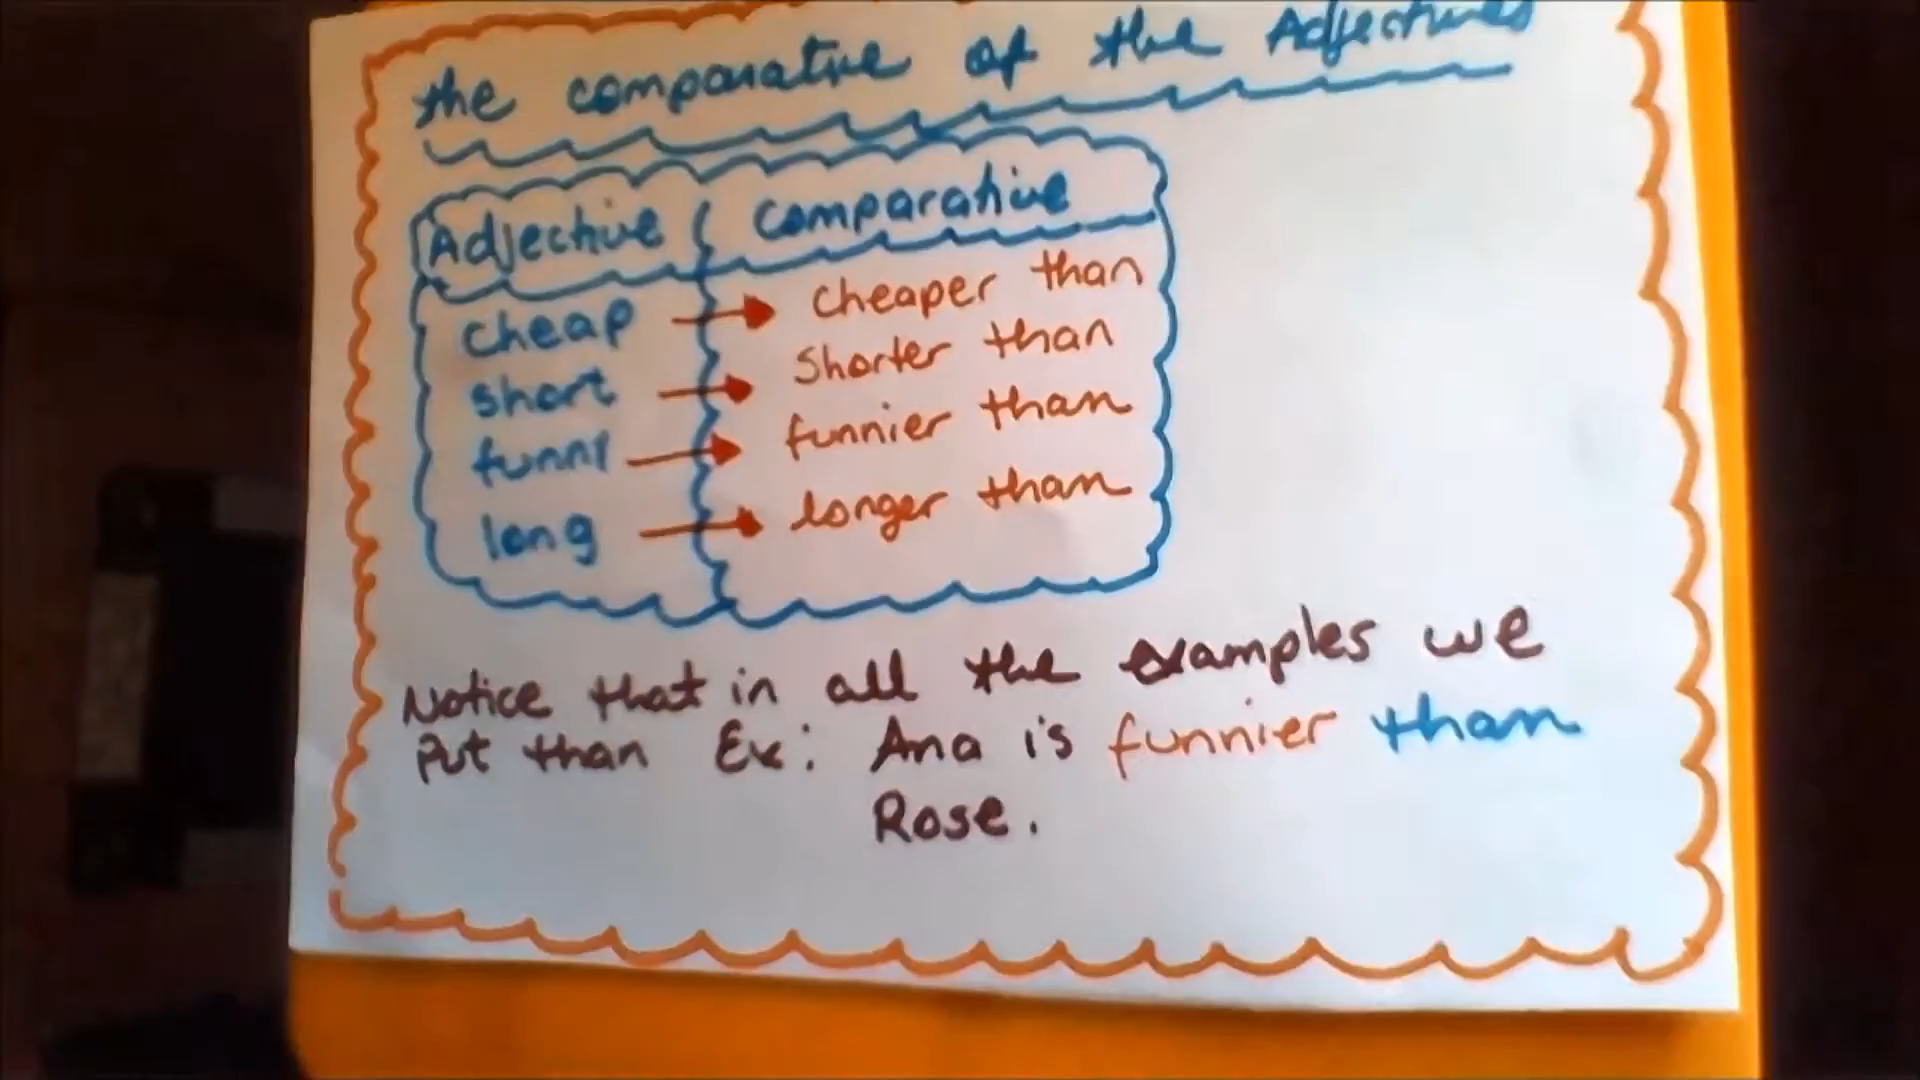 the comparative of the Adjectives
Adjective comparative
cheap cheaper than
short shorter than
funny funnier than
long longer than
Notice that in all the examples we
put than Ex: Ana is funnier than
Rose.